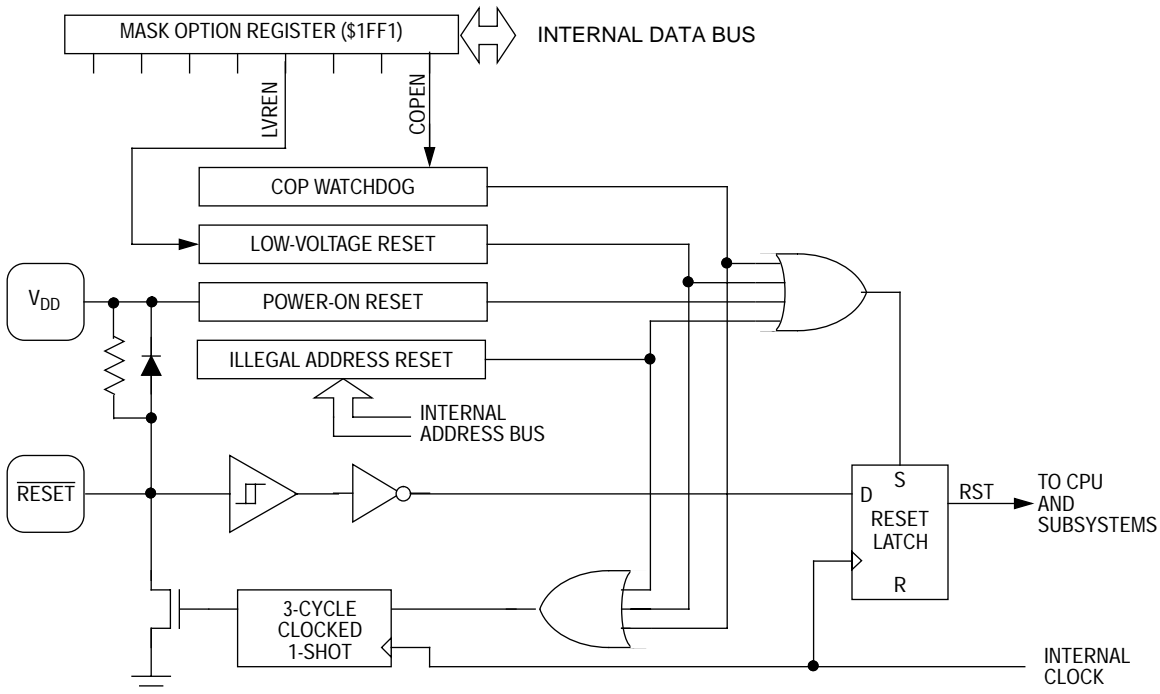 MASK OPTION REGISTER ($1FF1)
INTERNAL DATA BUS
LVREN
COPEN
COP WATCHDOG
LOW-VOLTAGE RESET
VDD
POWER-ON RESET
ILLEGAL ADDRESS RESET
INTERNAL
ADDRESS BUS
RESET
S
D
RESET
LATCH
R
RST
TO CPU
AND
SUBSYSTEMS
3-CYCLE
CLOCKED
1-SHOT
INTERNAL
CLOCK